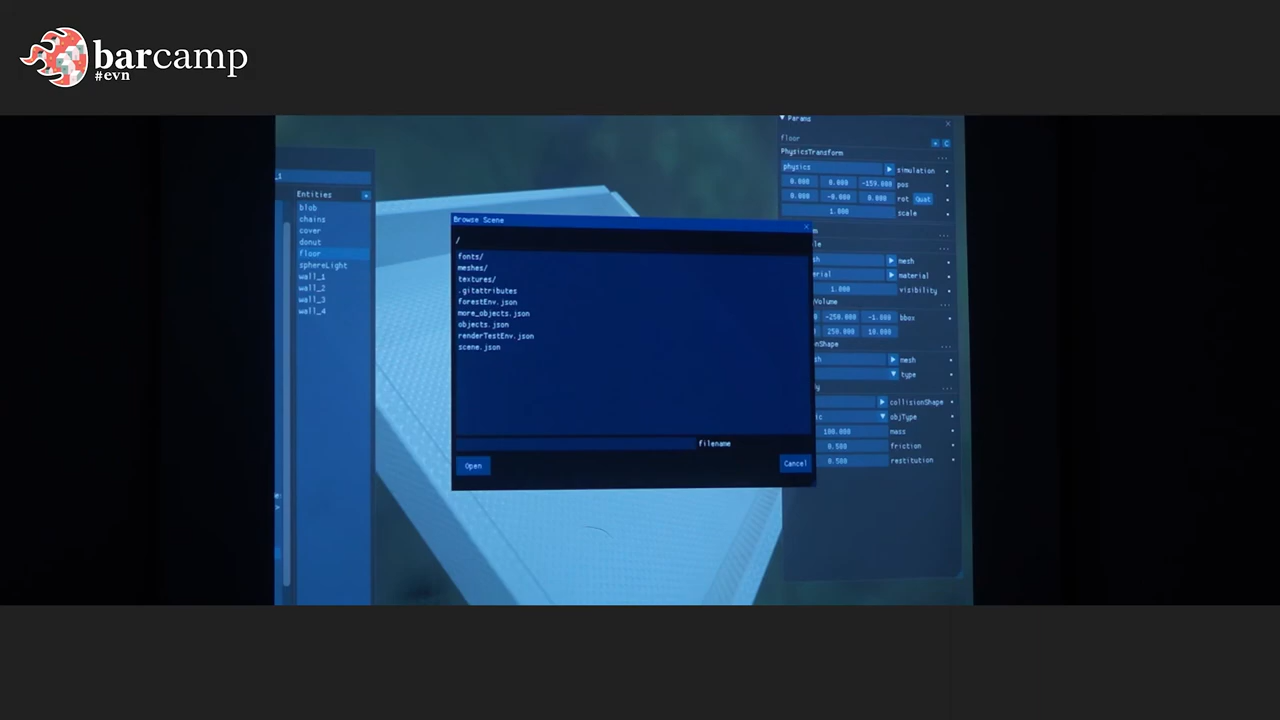 barcamp
#evn
_1
Entities
blob
chains
cover
donut
floor
sphereLight
wall_1
wall_2
wall_3
wall_4
Browse Scene
/
fonts/
meshes/
textures/
.gitattributes
forestEnv.json
more_objects.json
objects.json
renderTestEnv.json
scene.json
filename
Open
Cancel
Params
floor
C
PhysicsTransform
physics
simulation
0.000 0.000 -159.000 pos
0.000 -0.000 0.000 rot Quat
1.000 scale
mesh
material
1.000 visibility
Volume
-250.000 -1.000 bbox
250.000 10.000
onShape
mesh
type
collisionShape
objType
100.000 mass
0.500 friction
0.500 restitution